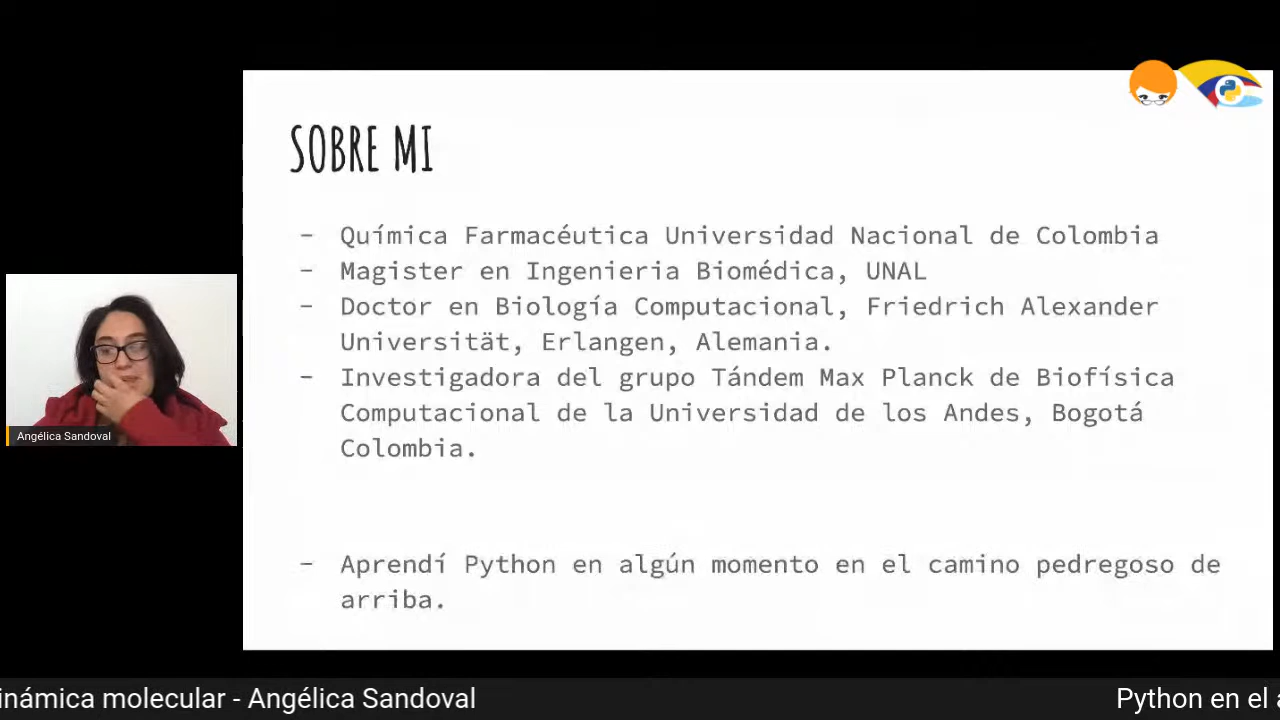 SOBRE MI
- Química Farmacéutica Universidad Nacional de Colombia
- Magister en Ingenieria Biomédica, UNAL
- Doctor en Biología Computacional, Friedrich Alexander
Universität, Erlangen, Alemania.
- Investigadora del grupo Tándem Max Planck de Biofísica
Computacional de la Universidad de los Andes, Bogotá
Colombia.
- Aprendí Python en algún momento en el camino pedregoso de
arriba.
Angélica Sandoval
inámica molecular - Angélica Sandoval
Python en el a